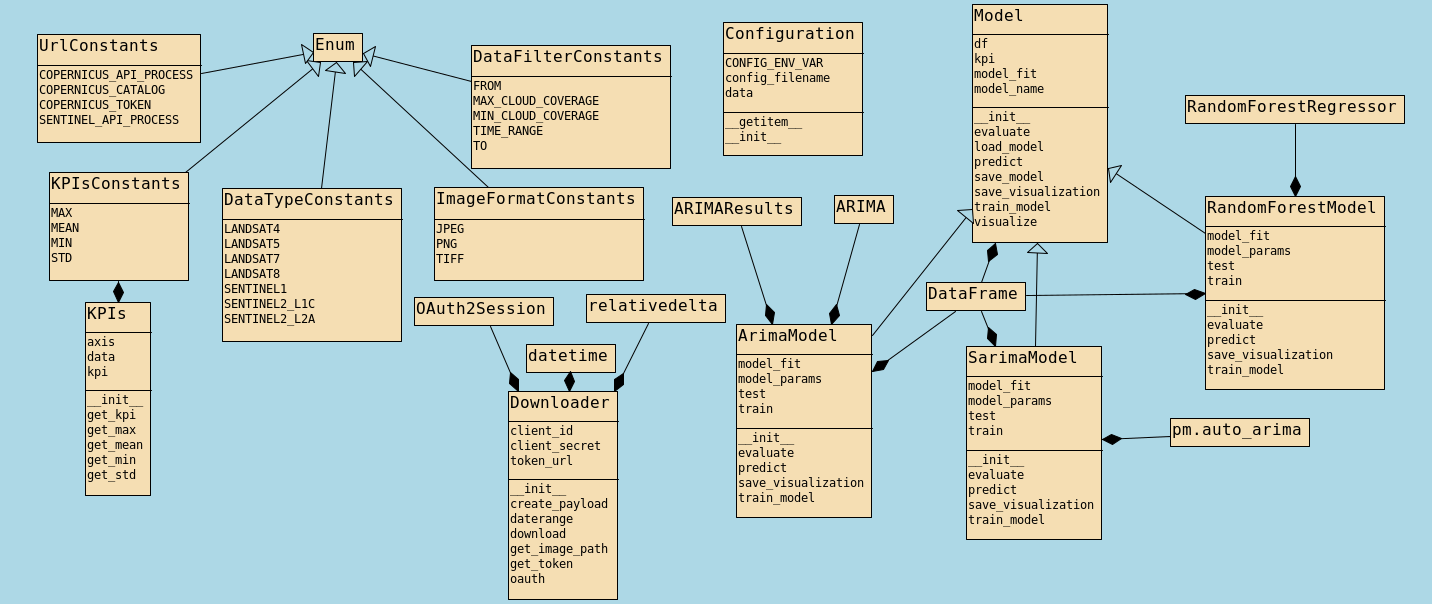 UrlConstants
COPERNICUS_API_PROCESS
COPERNICUS_CATALOG
COPERNICUS_TOKEN
SENTINEL_API_PROCESS
Enum
DataFilterConstants
FROM
MAX_CLOUD_COVERAGE
MIN_CLOUD_COVERAGE
TIME_RANGE
TO
Configuration
CONFIG_ENV_VAR
config_filename
data
__getitem__
__init__
Model
df
kpi
model_fit
model_name
__init__
evaluate
load_model
predict
save_model
save_visualization
train_model
visualize
RandomForestRegressor
KPIsConstants
MAX
MEAN
MIN
STD
DataTypeConstants
LANDSAT4
LANDSAT5
LANDSAT7
LANDSAT8
SENTINEL1
SENTINEL2_L1C
SENTINEL2_L2A
ImageFormatConstants
JPEG
PNG
TIFF
ARIMAResults
ARIMA
RandomForestModel
model_fit
model_params
test
train
__init__
evaluate
predict
save_visualization
train_model
DataFrame
KPIs
axis
data
kpi
__init__
get_kpi
get_max
get_mean
get_min
get_std
OAuth2Session
relativedelta
datetime
Downloader
client_id
client_secret
token_url
__init__
create_payload
daterange
download
get_image_path
get_token
oauth
ArimaModel
model_fit
model_params
test
train
__init__
evaluate
predict
save_visualization
train_model
SarimaModel
model_fit
model_params
test
train
__init__
evaluate
predict
save_visualization
train_model
pm.auto_arima